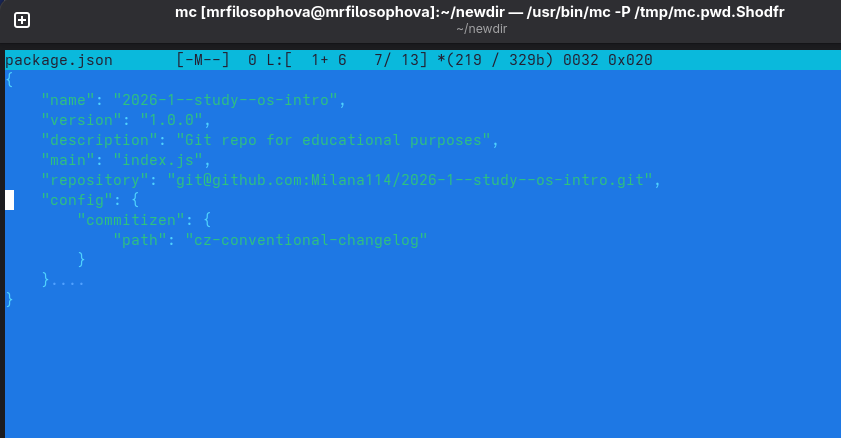 mc [mrfilosophova@mrfilosophova]:~/newdir — /usr/bin/mc -P /tmp/mc.pwd.Shodfr
~/newdir
package.json       [-M--]  0 L:[  1+ 6   7/ 13] *(219 / 329b) 0032 0x020
{
    "name": "2026-1--study--os-intro",
    "version": "1.0.0",
    "description": "Git repo for educational purposes",
    "main": "index.js",
    "repository": "git@github.com:Milana114/2026-1--study--os-intro.git",
    "config": {
        "commitizen": {
            "path": "cz-conventional-changelog"
        }
    }....
}